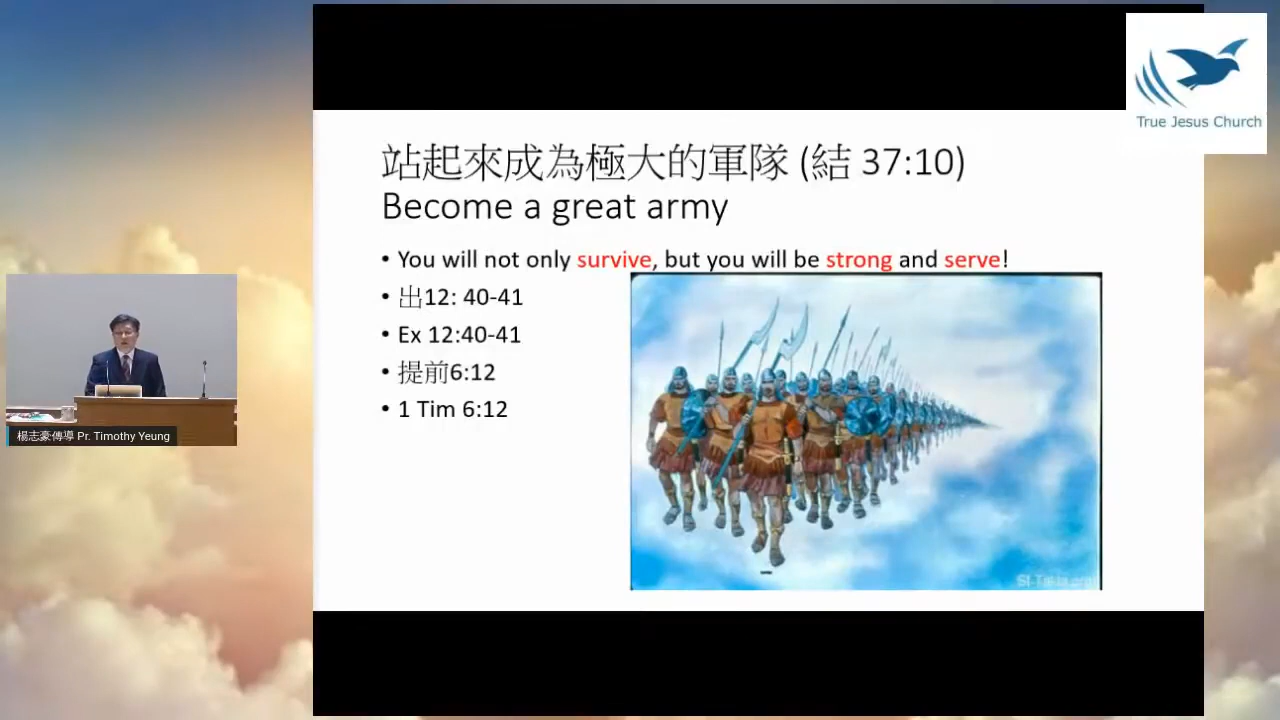 True Jesus Church
站起來成為極大的軍隊 (結 37:10)
Become a great army
• You will not only survive, but you will be strong and serve!
• 出12: 40-41
• Ex 12:40-41
• 提前6:12
• 1 Tim 6:12
楊志豪傳導 Pr. Timothy Yeung